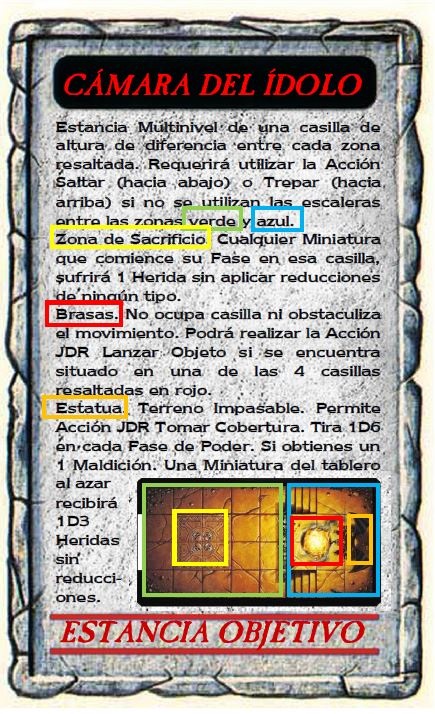 CÁMARA DEL ÍDOLO
Estancia Multinivel de una casilla de
altura de diferencia entre cada zona
resaltada. Requerirá utilizar la Acción
Saltar (hacia abajo) o Trepar (hacia
arriba) si no se utilizan las escaleras
entre las zonas verde y azul.
Zona de Sacrificio. Cualquier Miniatura
que comience su Fase en esa casilla,
sufrirá 1 Herida sin aplicar reducciones
de ningún tipo.
Brasas. No ocupa casilla ni obstaculiza
el movimiento. Podrá realizar la Acción
JDR Lanzar Objeto si se encuentra
situado en una de las 4 casillas
resaltadas en rojo.
Estatua. Terreno Impasable. Permite
Acción JDR Tomar Cobertura. Tira 1D6
en cada Fase de Poder. Si obtienes un
1 Maldición. Una Miniatura del tablero
al azar
recibirá
1D3
Heridas
sin
reducci-
ones.
ESTANCIA OBJETIVO